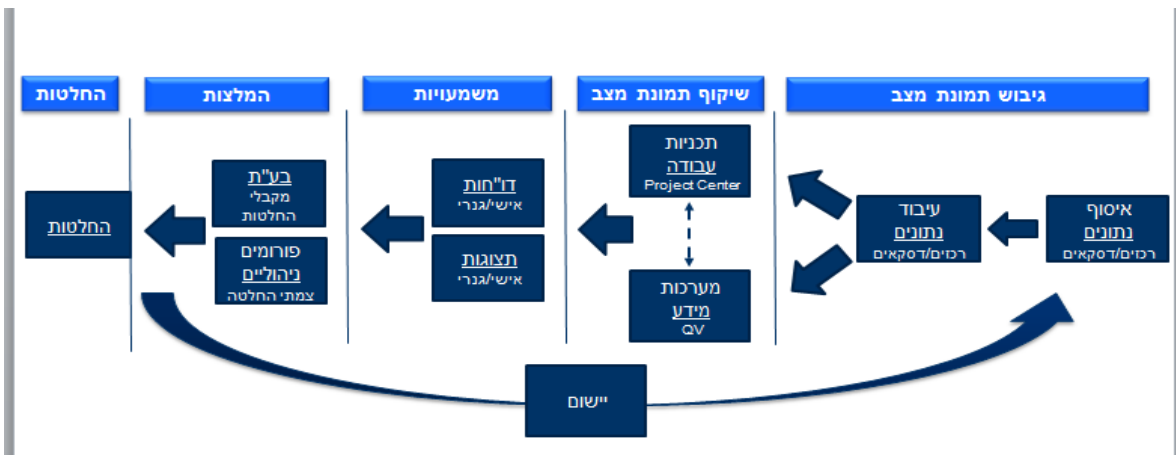 גיבוש תמונת מצב
שיקוף תמונת מצב
משמעויות
המלצות
החלטות
איסוף
נתונים
רכזים/דסקאים
עיבוד
נתונים
רכזים/דסקאים
תכניות
עבודה
Project Center
מערכות
מידע
QV
דו"חות
אישי/גנרי
תצוגות
אישי/גנרי
בע"ת
מקבלי
החלטות
פורומים
ניהוליים
צמתי החלטה
החלטות
יישום